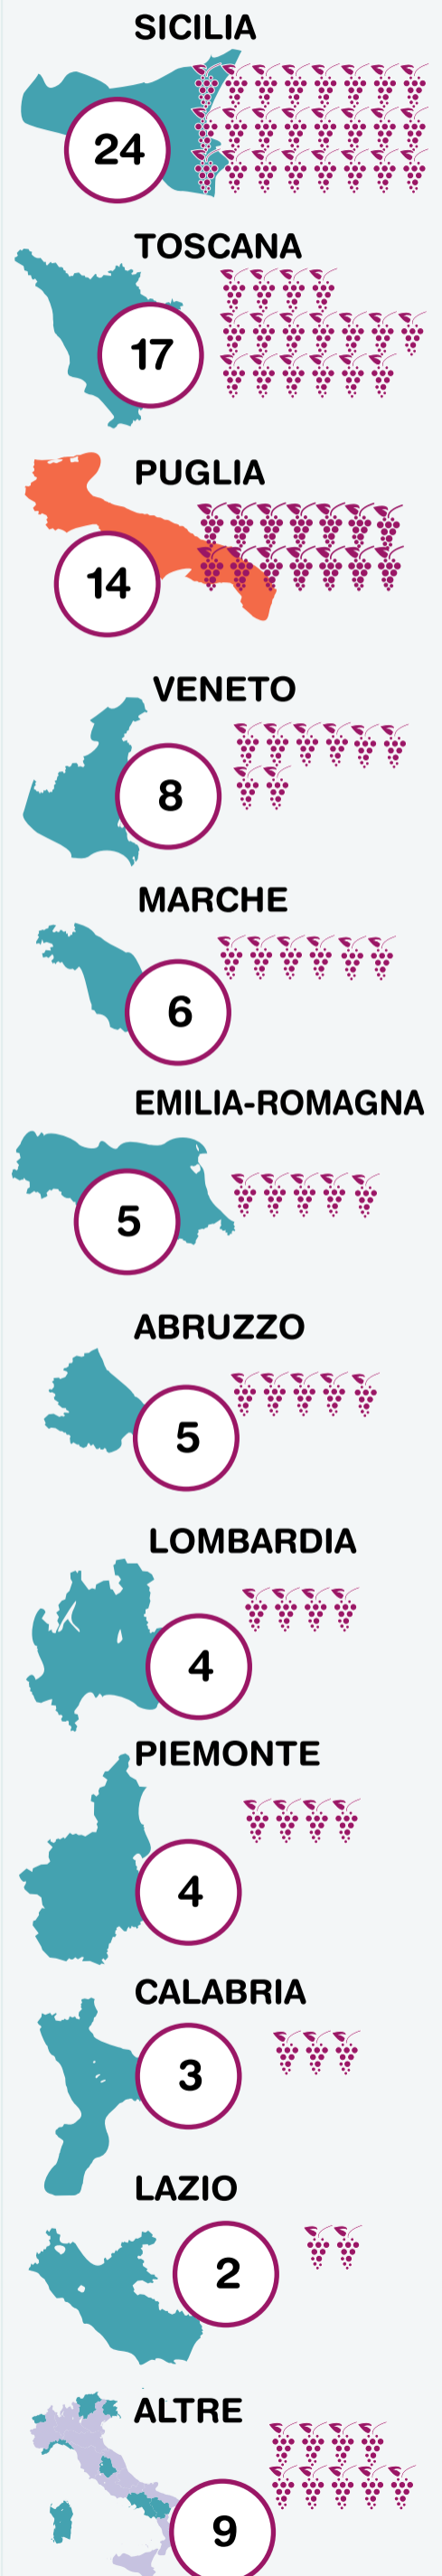 SICILIA
24
TOSCANA
17
PUGLIA
14
VENETO
8
MARCHE
6
EMILIA-ROMAGNA
5
ABRUZZO
5
LOMBARDIA
4
PIEMONTE
4
CALABRIA
3
LAZIO
2
ALTRE
9